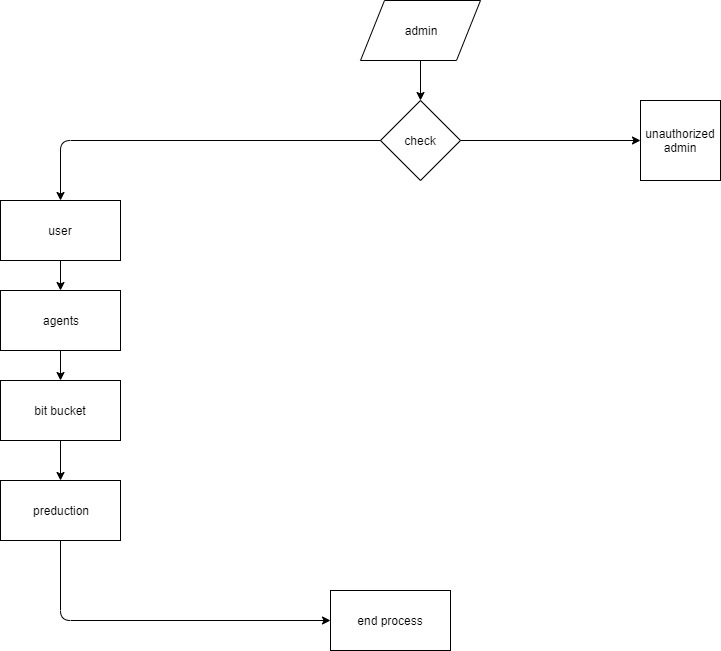 admin
check
unauthorized
admin
user
agents
bit bucket
preduction
end process